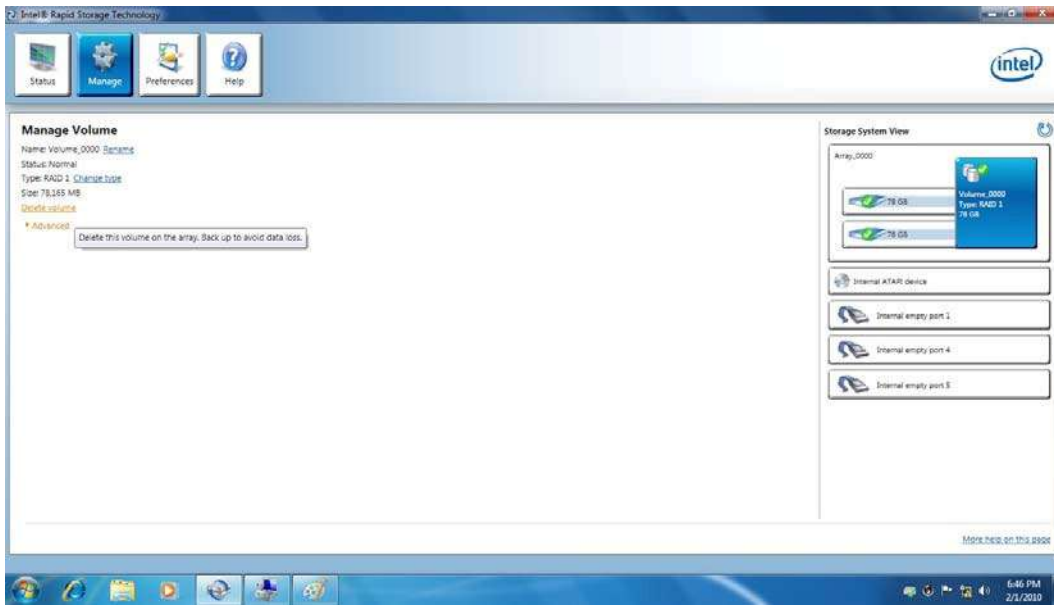 Intel® Rapid Storage Technology
Status
Manage
Preferences
Help
intel
Manage Volume
Name: Volume_0000 Rename
Status: Normal
Type: RAID 1 Change type
Size: 78,165 MB
Delete volume
Advanced
Delete this volume on the array. Back up to avoid data loss.
Storage System View
Array_0000
78 GB
78 GB
Volume_0000
Type: RAID 1
78 GB
Internal ATAPI device
Internal empty port 1
Internal empty port 4
Internal empty port 5
More help on this page
6:46 PM
2/1/2010